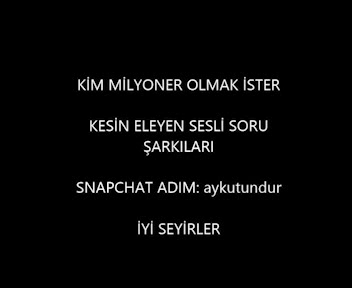 KİM MİLYONER OLMAK İSTER
KESİN ELEYEN SESLİ SORU
ŞARKILARI
SNAPCHAT ADIM: aykutundur
İYİ SEYİRLER